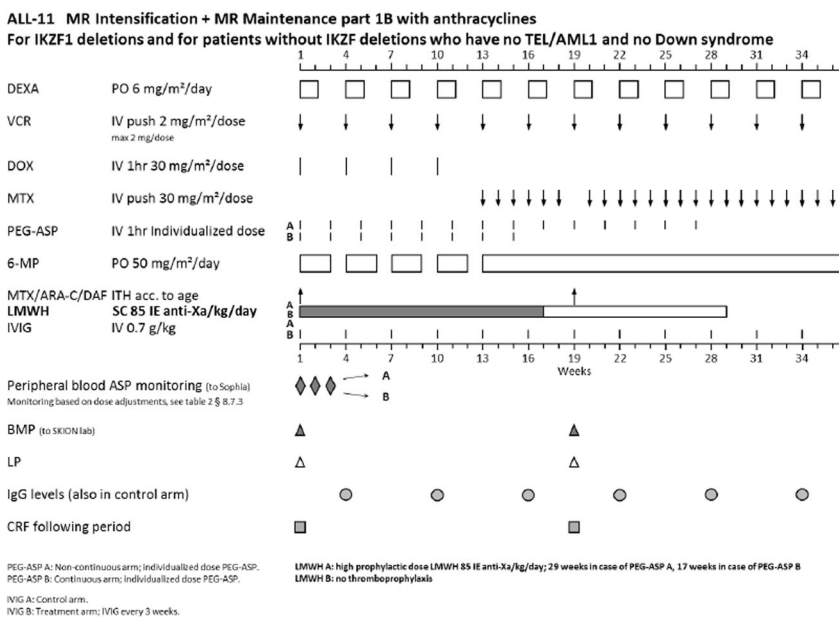 ALL-11 MR Intensification + MR Maintenance part 1B with anthracyclines
For IKZF1 deletions and for patients without IKZF deletions who have no TEL/AML1 and no Down syndrome
1 4 7 10 13 16 19 22 25 28 31 34
DEXA PO 6 mg/m²/day
VCR IV push 2 mg/m²/dose
max 2 mg/dose
DOX IV 1hr 30 mg/m²/dose
MTX IV push 30 mg/m²/dose
PEG-ASP IV 1hr Individualized dose A
B
6-MP PO 50 mg/m²/day
MTX/ARA-C/DAF ITH acc. to age
LMWH SC 85 IE anti-Xa/kg/day A
B
IVIG IV 0.7 g/kg A
B
1 4 7 10 13 16 19 22 25 28 31 34
Weeks
Peripheral blood ASP monitoring (to Sophia) A
Monitoring based on dose adjustments, see table 2 § 8.7.3 B
BMP (to SKION lab)
LP
IgG levels (also in control arm)
CRF following period
PEG-ASP A: Non-continuous arm; individualized dose PEG-ASP.
PEG-ASP B: Continuous arm; individualized dose PEG-ASP.
LMWH A: high prophylactic dose LMWH 85 IE anti-Xa/kg/day; 29 weeks in case of PEG-ASP A, 17 weeks in case of PEG-ASP B
LMWH B: no thromboprophylaxis
IVIG A: Control arm.
IVIG B: Treatment arm; IVIG every 3 weeks.